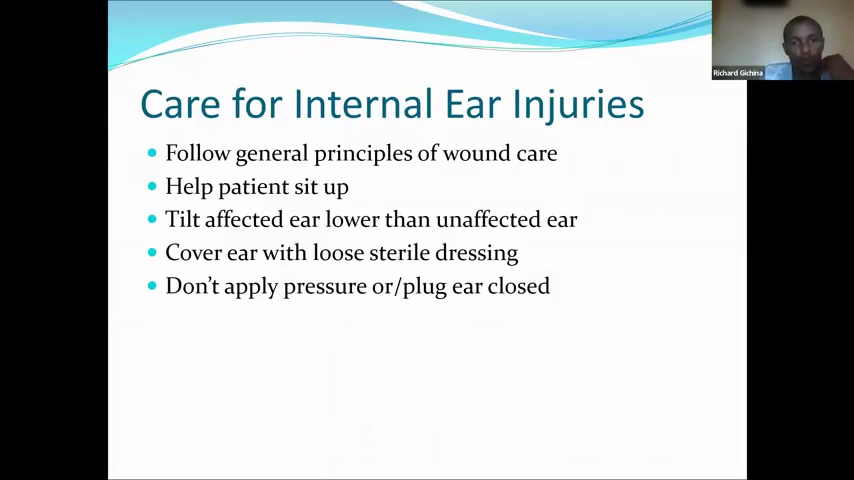 Richard Gichina
Care for Internal Ear Injuries
Follow general principles of wound care
Help patient sit up
Tilt affected ear lower than unaffected ear
Cover ear with loose sterile dressing
Don't apply pressure or/plug ear closed